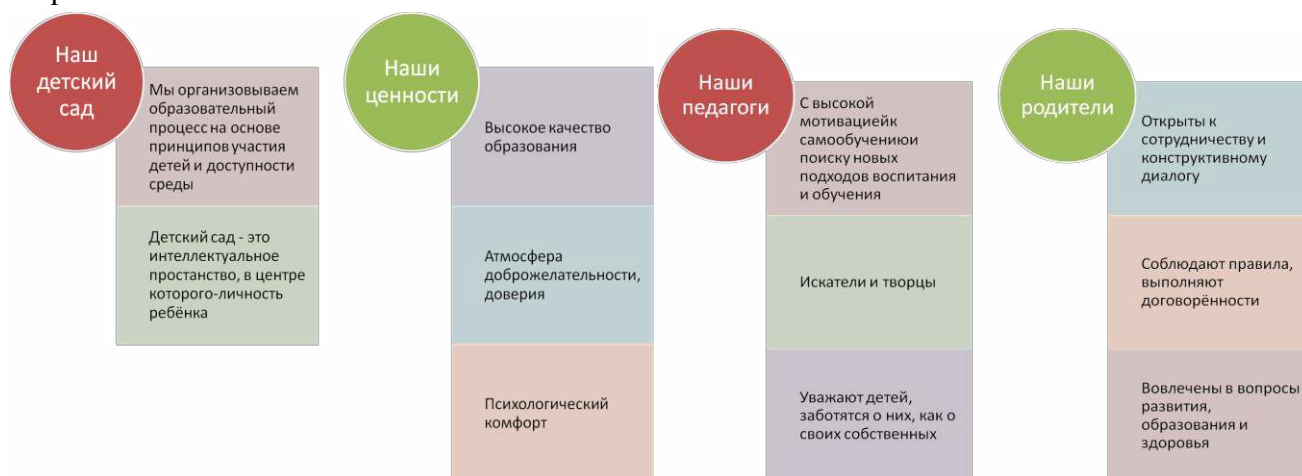 Наш
детский
сад
Мы организовываем
образовательный
процесс на основе
принципов участия
детей и доступности
среды
Детский сад - это
интеллектуальное
простанство, в центре
которого-личность
ребёнка
Наши
ценности
Высокое качество
образования
Атмосфера
доброжелательности,
доверия
Психологический
комфорт
Наши
педагоги
С высокой
мотивациейк
самообучениюи
поиску новых
подходов воспитания
и обучения
Искатели и творцы
Уважают детей,
заботятся о них, как о
своих собственных
Наши
родители
Открыты к
сотрудничеству и
конструктивному
диалогу
Соблюдают правила,
выполняют
договорённости
Вовлечены в вопросы
развития,
образования и
здоровья